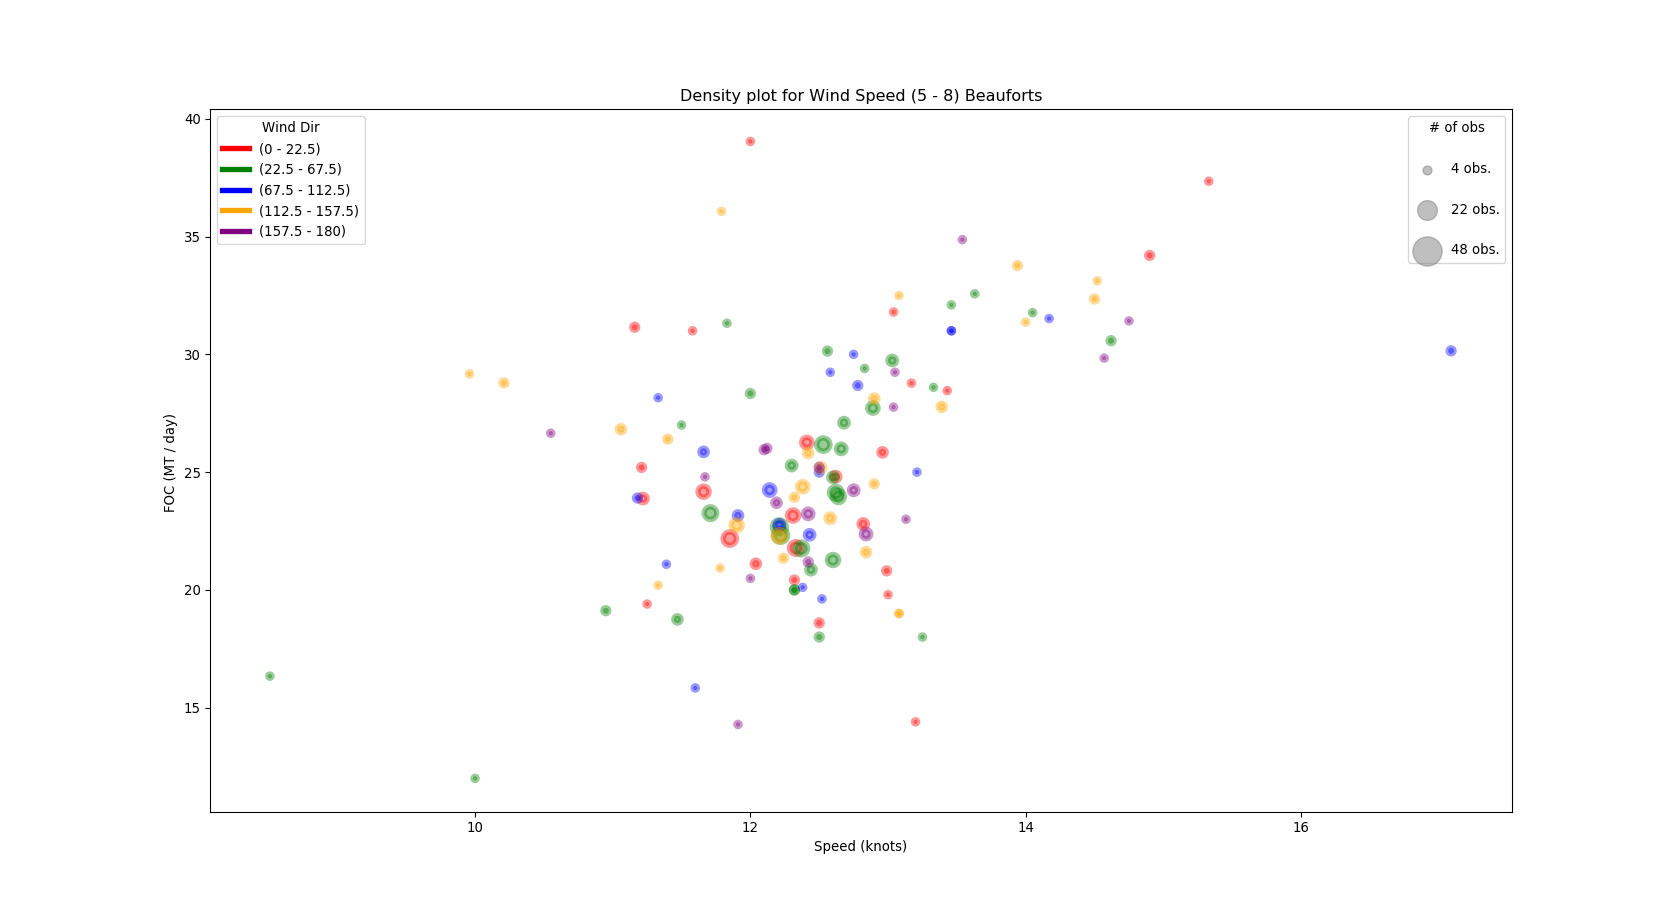 Density plot for Wind Speed (5 - 8) Beauforts
Wind Dir
(0 - 22.5)
(22.5 - 67.5)
(67.5 - 112.5)
(112.5 - 157.5)
(157.5 - 180)
# of obs
4 obs.
22 obs.
48 obs.
FOC (MT / day)
40
35
30
25
20
15
10
12
14
16
Speed (knots)